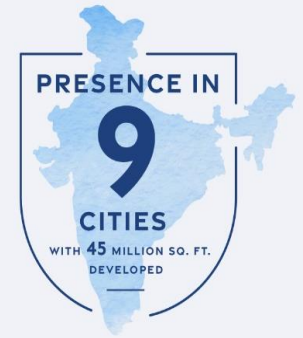 PRESENCE IN
9
CITIES
WITH 45 MILLION SQ. FT.
DEVELOPED